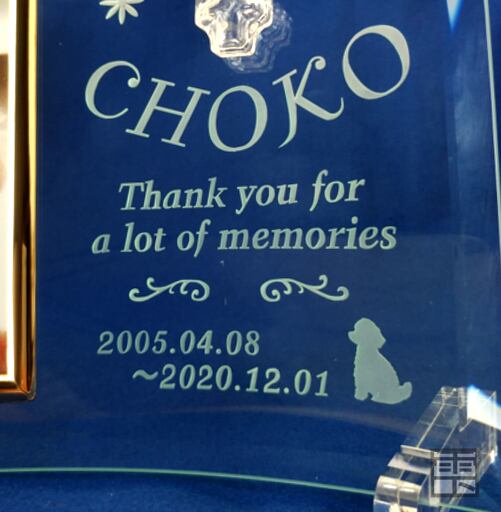 CHOKO
Thank you for
a lot of memories
2005.04.08
~2020.12.01